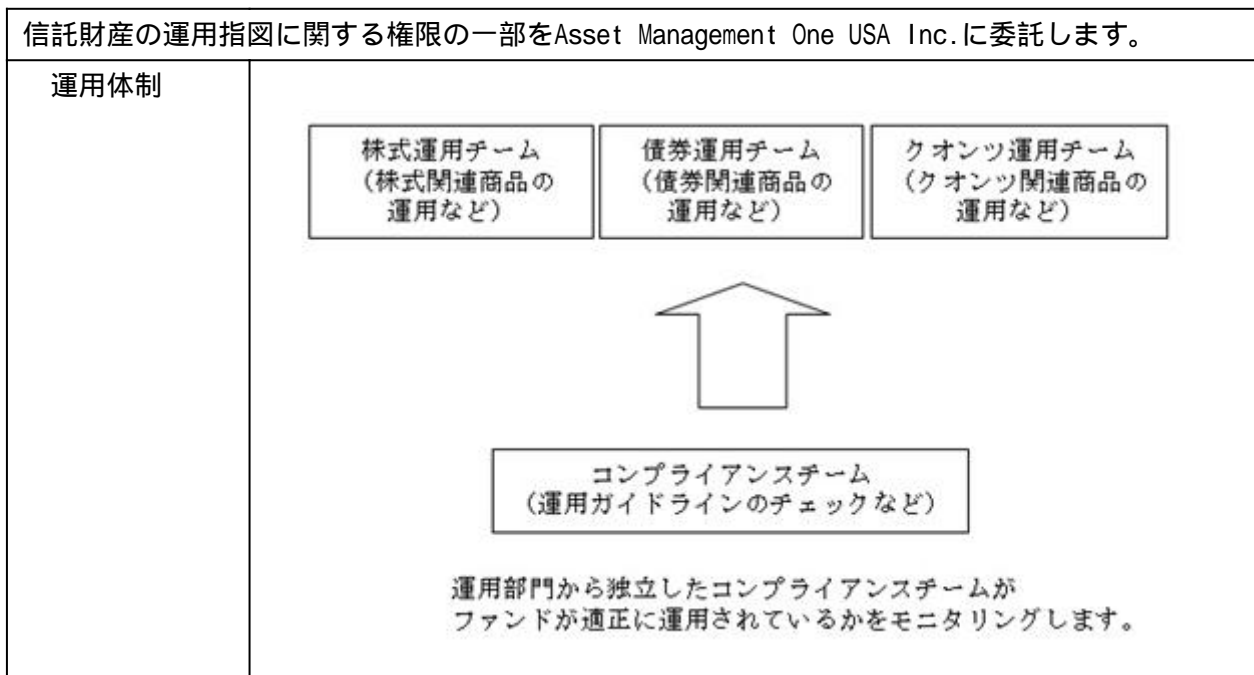 信託財産の運用指図に関する権限の一部をAsset Management One USA Inc.に委託します。
運用体制
株式運用チーム
（株式関連商品の
運用など）
債券運用チーム
（債券関連商品の
運用など）
クオンツ運用チーム
（クオンツ関連商品の
運用など）
コンプライアンスチーム
（運用ガイドラインのチェックなど）
運用部門から独立したコンプライアンスチームが
ファンドが適正に運用されているかをモニタリングします。